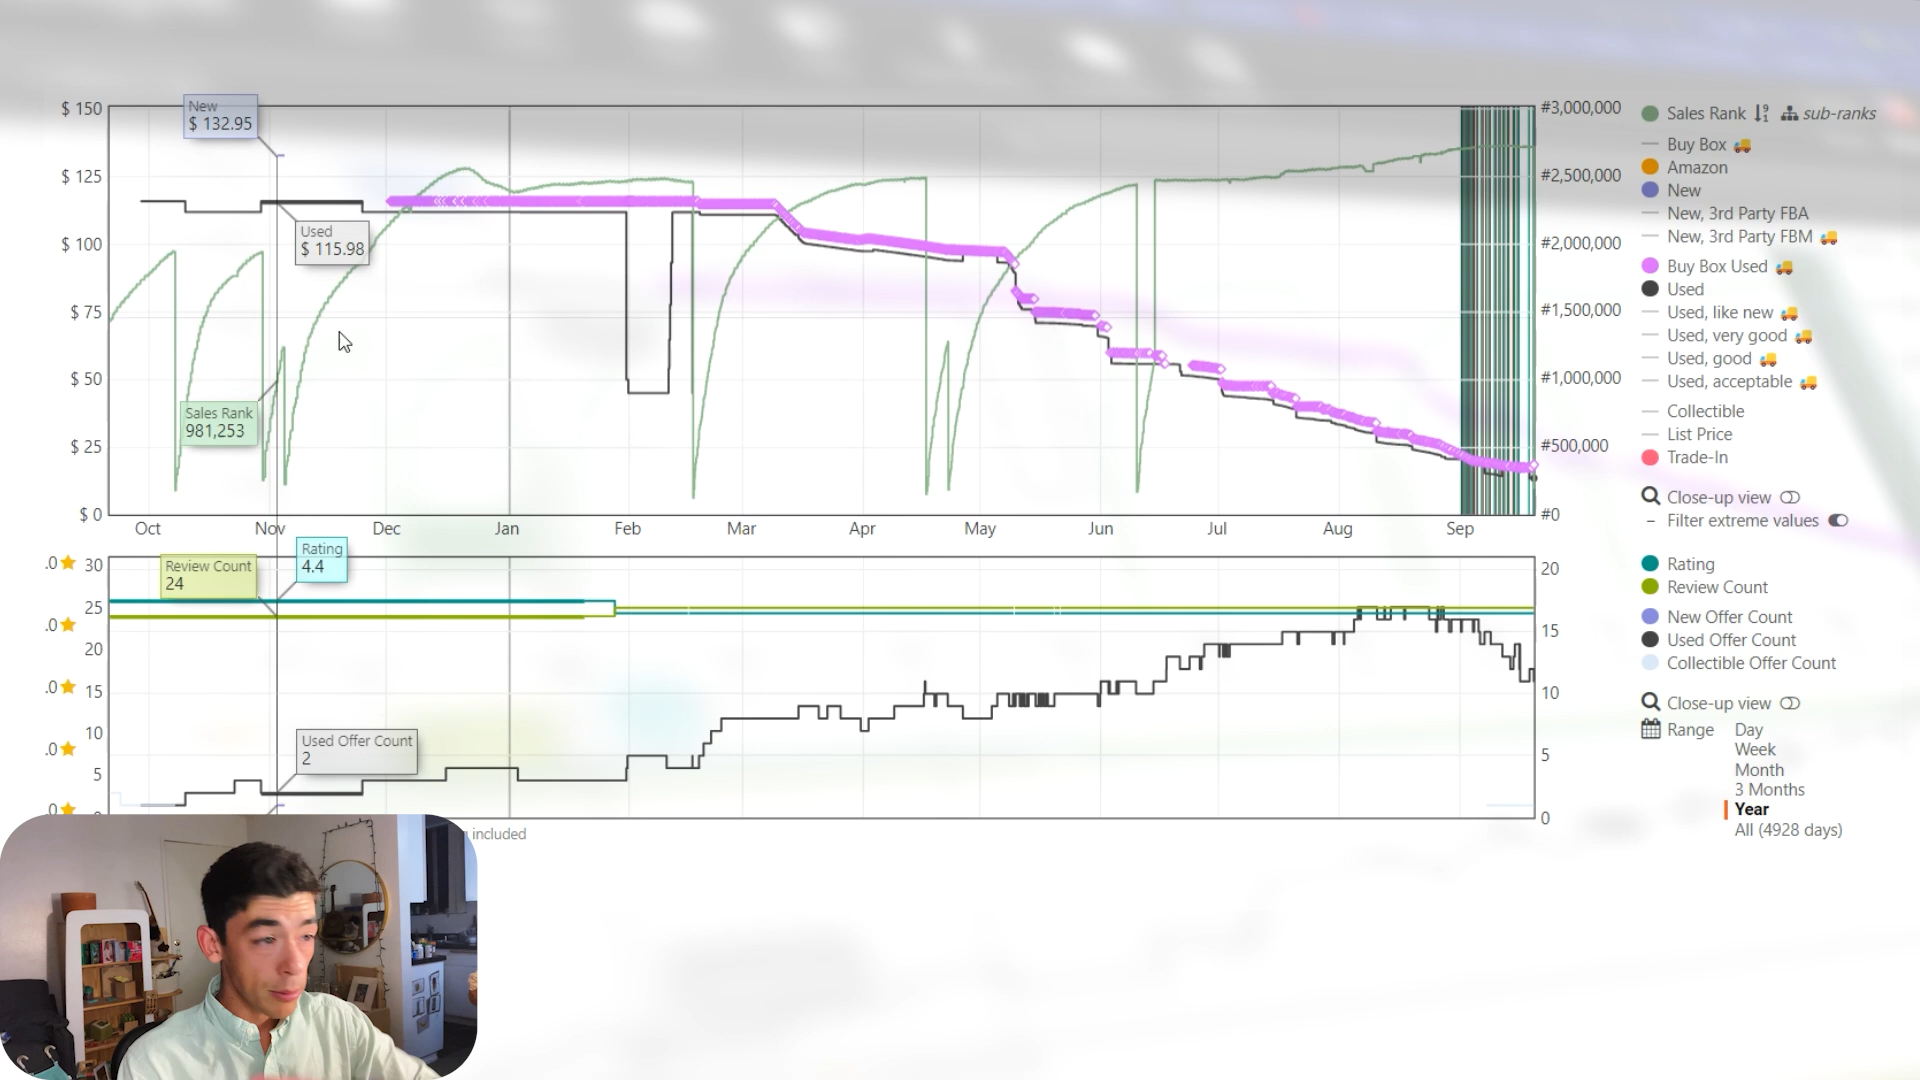 New
$ 132.95
$ 150
$ 125
$ 100
$ 75
$ 50
$ 25
$ 0
Used
$ 115.98
Sales Rank
981,253
#3,000,000
#2,500,000
#2,000,000
#1,500,000
#1,000,000
#500,000
#0
Oct Nov Dec Jan Feb Mar Apr May Jun Jul Aug Sep
Sales Rank sub-ranks
Buy Box
Amazon
New
New, 3rd Party FBA
New, 3rd Party FBM
Buy Box Used
Used
Used, like new
Used, very good
Used, good
Used, acceptable
Collectible
List Price
Trade-In
Close-up view
Filter extreme values
Review Count
24
Rating
4.4
Used Offer Count
2
.0 30
25
.0
20
.0 15
10
.0
5
.0
20
15
10
5
0
included
Rating
Review Count
New Offer Count
Used Offer Count
Collectible Offer Count
Close-up view
Range Day
Week
Month
3 Months
Year
All (4928 days)